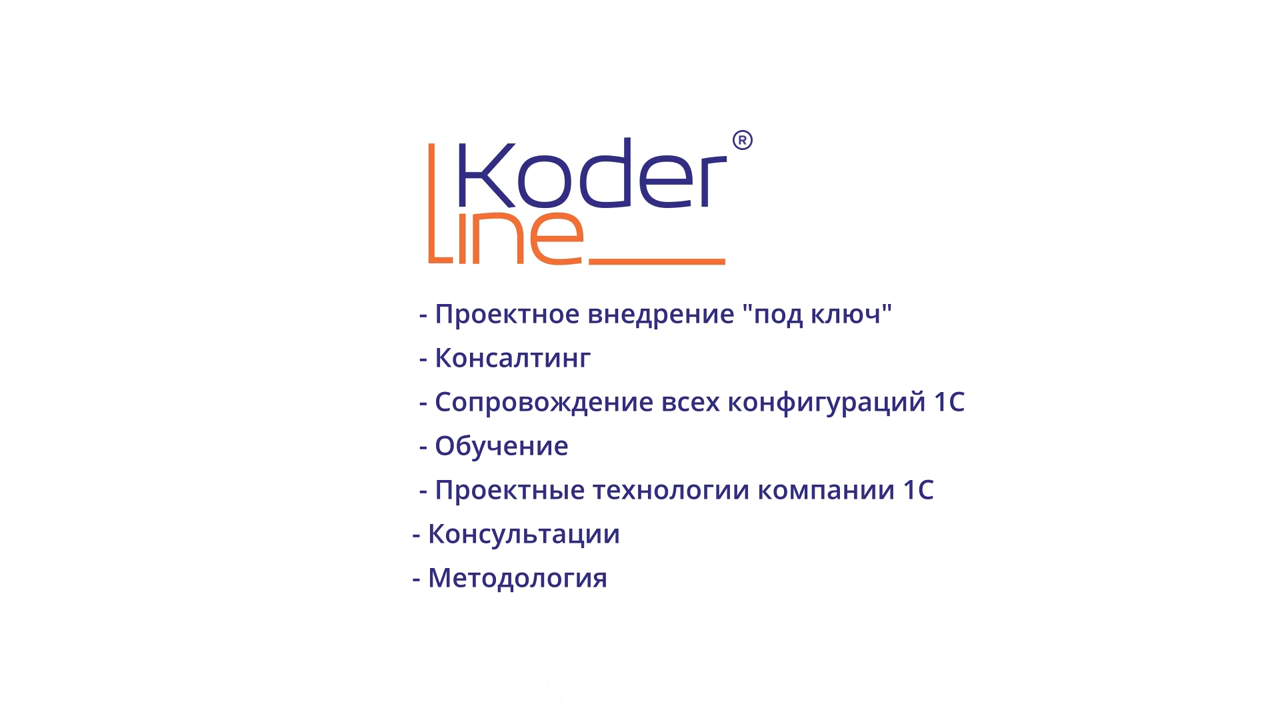 Koder®
Line
- Проектное внедрение "под ключ"
- Консалтинг
- Сопровождение всех конфигураций 1С
- Обучение
- Проектные технологии компании 1С
- Консультации
- Методология